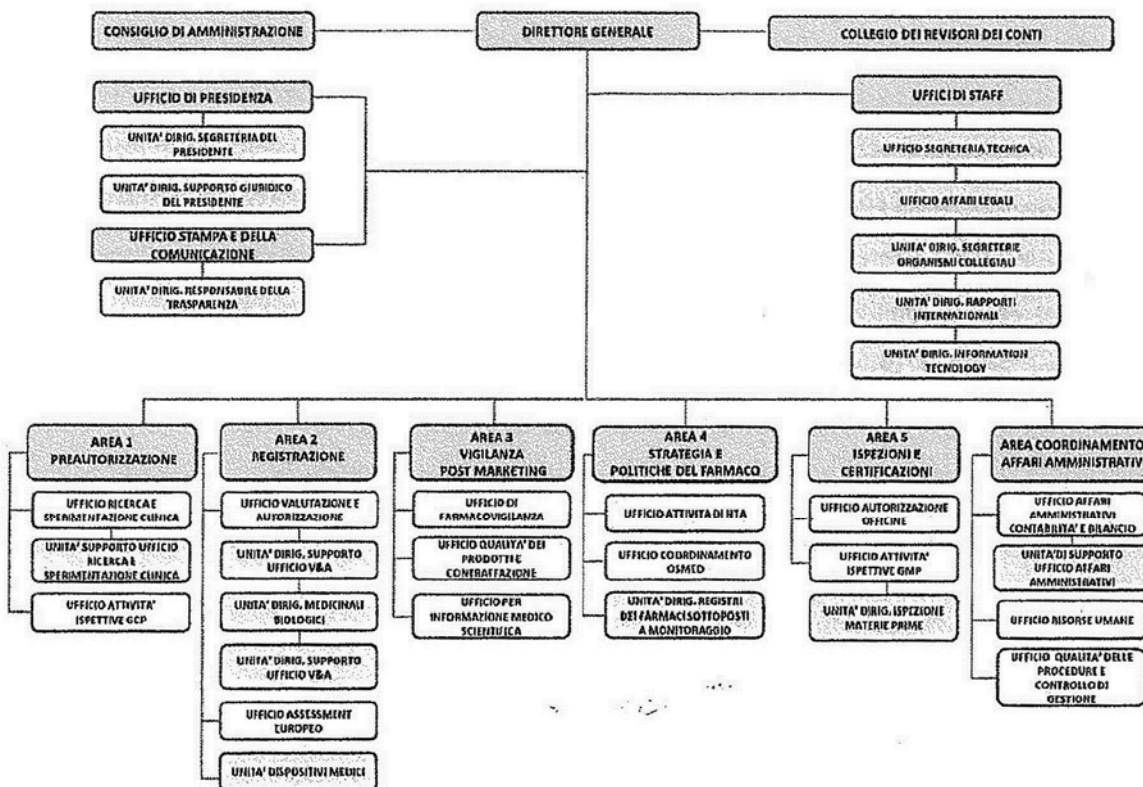 CONSIGLIO DI AMMINISTRAZIONE
DIRETTORE GENERALE
COLLEGIO DEI REVISORI DEI CONTI
UFFICIO DI PRESIDENZA
UNITA' DIRIG. SEGRETERIA DEL
PRESIDENTE
UNITA' DIRIG. SUPPORTO GIURIDICO
DEL PRESIDENTE
UFFICIO STAMPA E DELLA
COMUNICAZIONE
UNITA' DIRIG. RESPONSABILE DELLA
TRASPARENZA
UFFICI DI STAFF
UFFICIO SEGRETERIA TECNICA
UFFICIO AFFARI LEGALI
UNITA' DIRIG. SEGRETERIE
ORGANISMI COLLEGIALI
UNITA' DIRIG. RAPPORTI
INTERNAZIONALI
UNITA' DIRIG. INFORMATION
TECNOLOGY
AREA 1
PREAUTORIZZAZIONE
UFFICIO RICERCA E
SPERIMENTAZIONE CLINICA
UNITA' SUPPORTO UFFICIO
RICERCA E
SPERIMENTAZIONE CLINICA
UFFICIO ATTIVITA'
ISPETTIVE GCP
AREA 2
REGISTRAZIONE
UFFICIO VALUTAZIONE E
AUTORIZZAZIONE
UNITA' DIRIG. SUPPORTO
UFFICIO V&A
UNITA' DIRIG. MEDICINALI
BIOLOGICI
UNITA' DIRIG. SUPPORTO
UFFICIO V&A
UFFICIO ASSESSMENT
EUROPEO
UNITA' DISPOSITIVI MEDICI
AREA 3
VIGILANZA
POST MARKETING
UFFICIO DI
FARMACOVIGILANZA
UFFICIO QUALITA' DEI
PRODOTTI E
CONTRAFFAZIONE
UFFICIO PER
INFORMAZIONE MEDICO
SCIENTIFICA
AREA 4
STRATEGIA E
POLITICHE DEL FARMACO
UFFICIO ATTIVITA DI HTA
UFFICIO COORDINAMENTO
OSMED
UNITA' DIRIG. REGISTRI
DEI FARMACI SOTTOPOSTI
A MONITORAGGIO
AREA 5
ISPEZIONI E
CERTIFICAZIONI
UFFICIO AUTORIZZAZIONE
OFFICINE
UFFICIO ATTIVITA'
ISPETTIVE GMP
UNITA' DIRIG. ISPEZIONE
MATERIE PRIME
AREA COORDINAMENTO
AFFARI AMMINISTRATIVI
UFFICIO AFFARI
AMMINISTRATIVI
CONTABILITA' E BILANCIO
UNITA' DI SUPPORTO
UFFICIO AFFARI
AMMINISTRATIVI
UFFICIO RISORSE UMANE
UFFICIO QUALITA' DELLE
PROCEDURE E
CONTROLLO DI
GESTIONE